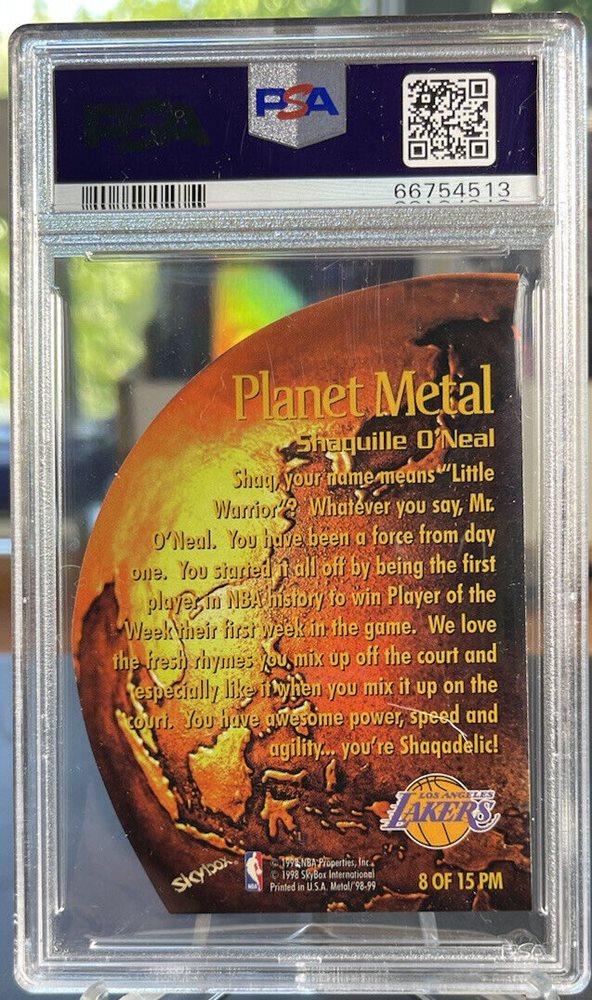 PSA
PSA
66754513
Planet Metal
Shaquille O'Neal
Shaq, your name means "Little
Warrior"? Whatever you say, Mr.
O'Neal. You have been a force from day
one. You started it all off by being the first
player in NBA history to win Player of the
Week their first week in the game. We love
the fresh rhymes you mix up off the court and
especially like it when you mix it up on the
court. You have awesome power, speed and
agility... you're Shaqadelic!
LOS ANGELES
LAKERS
SkyBox
NBA
© 1998 NBA Properties, Inc.
© 1998 SkyBox International
Printed in U.S.A. Metal/'98-99
8 OF 15 PM
PSA